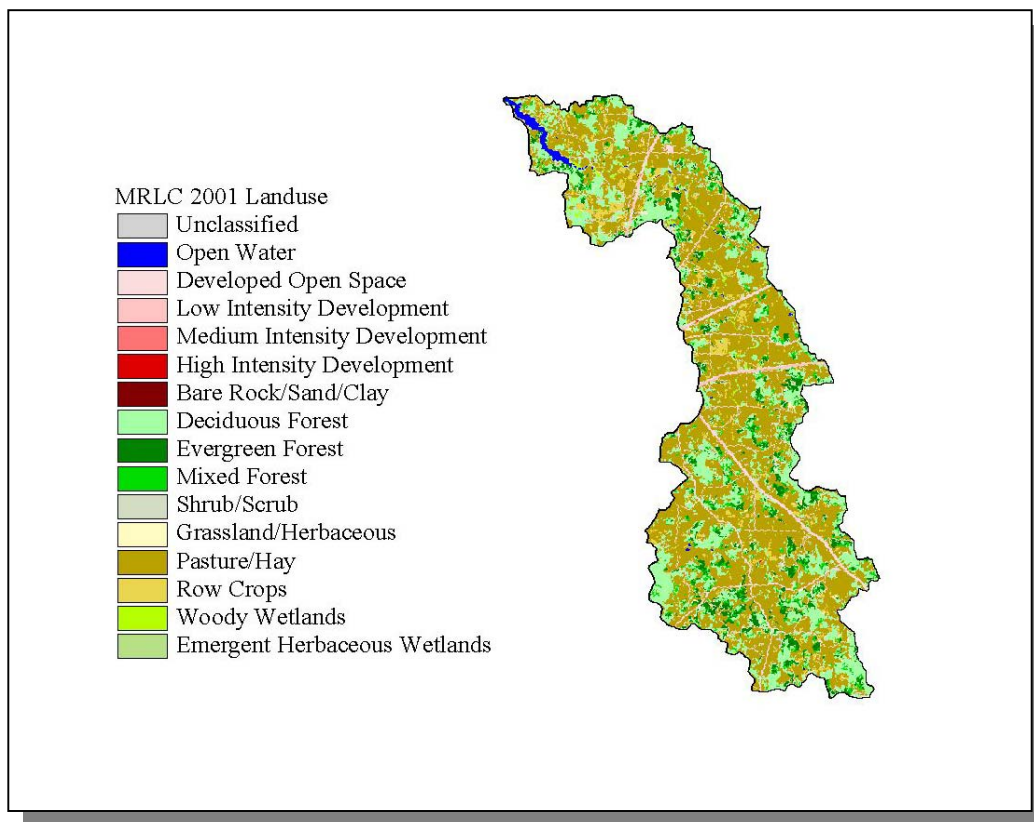 MRLC 2001 Landuse
Unclassified
Open Water
Developed Open Space
Low Intensity Development
Medium Intensity Development
High Intensity Development
Bare Rock/Sand/Clay
Deciduous Forest
Evergreen Forest
Mixed Forest
Shrub/Scrub
Grassland/Herbaceous
Pasture/Hay
Row Crops
Woody Wetlands
Emergent Herbaceous Wetlands